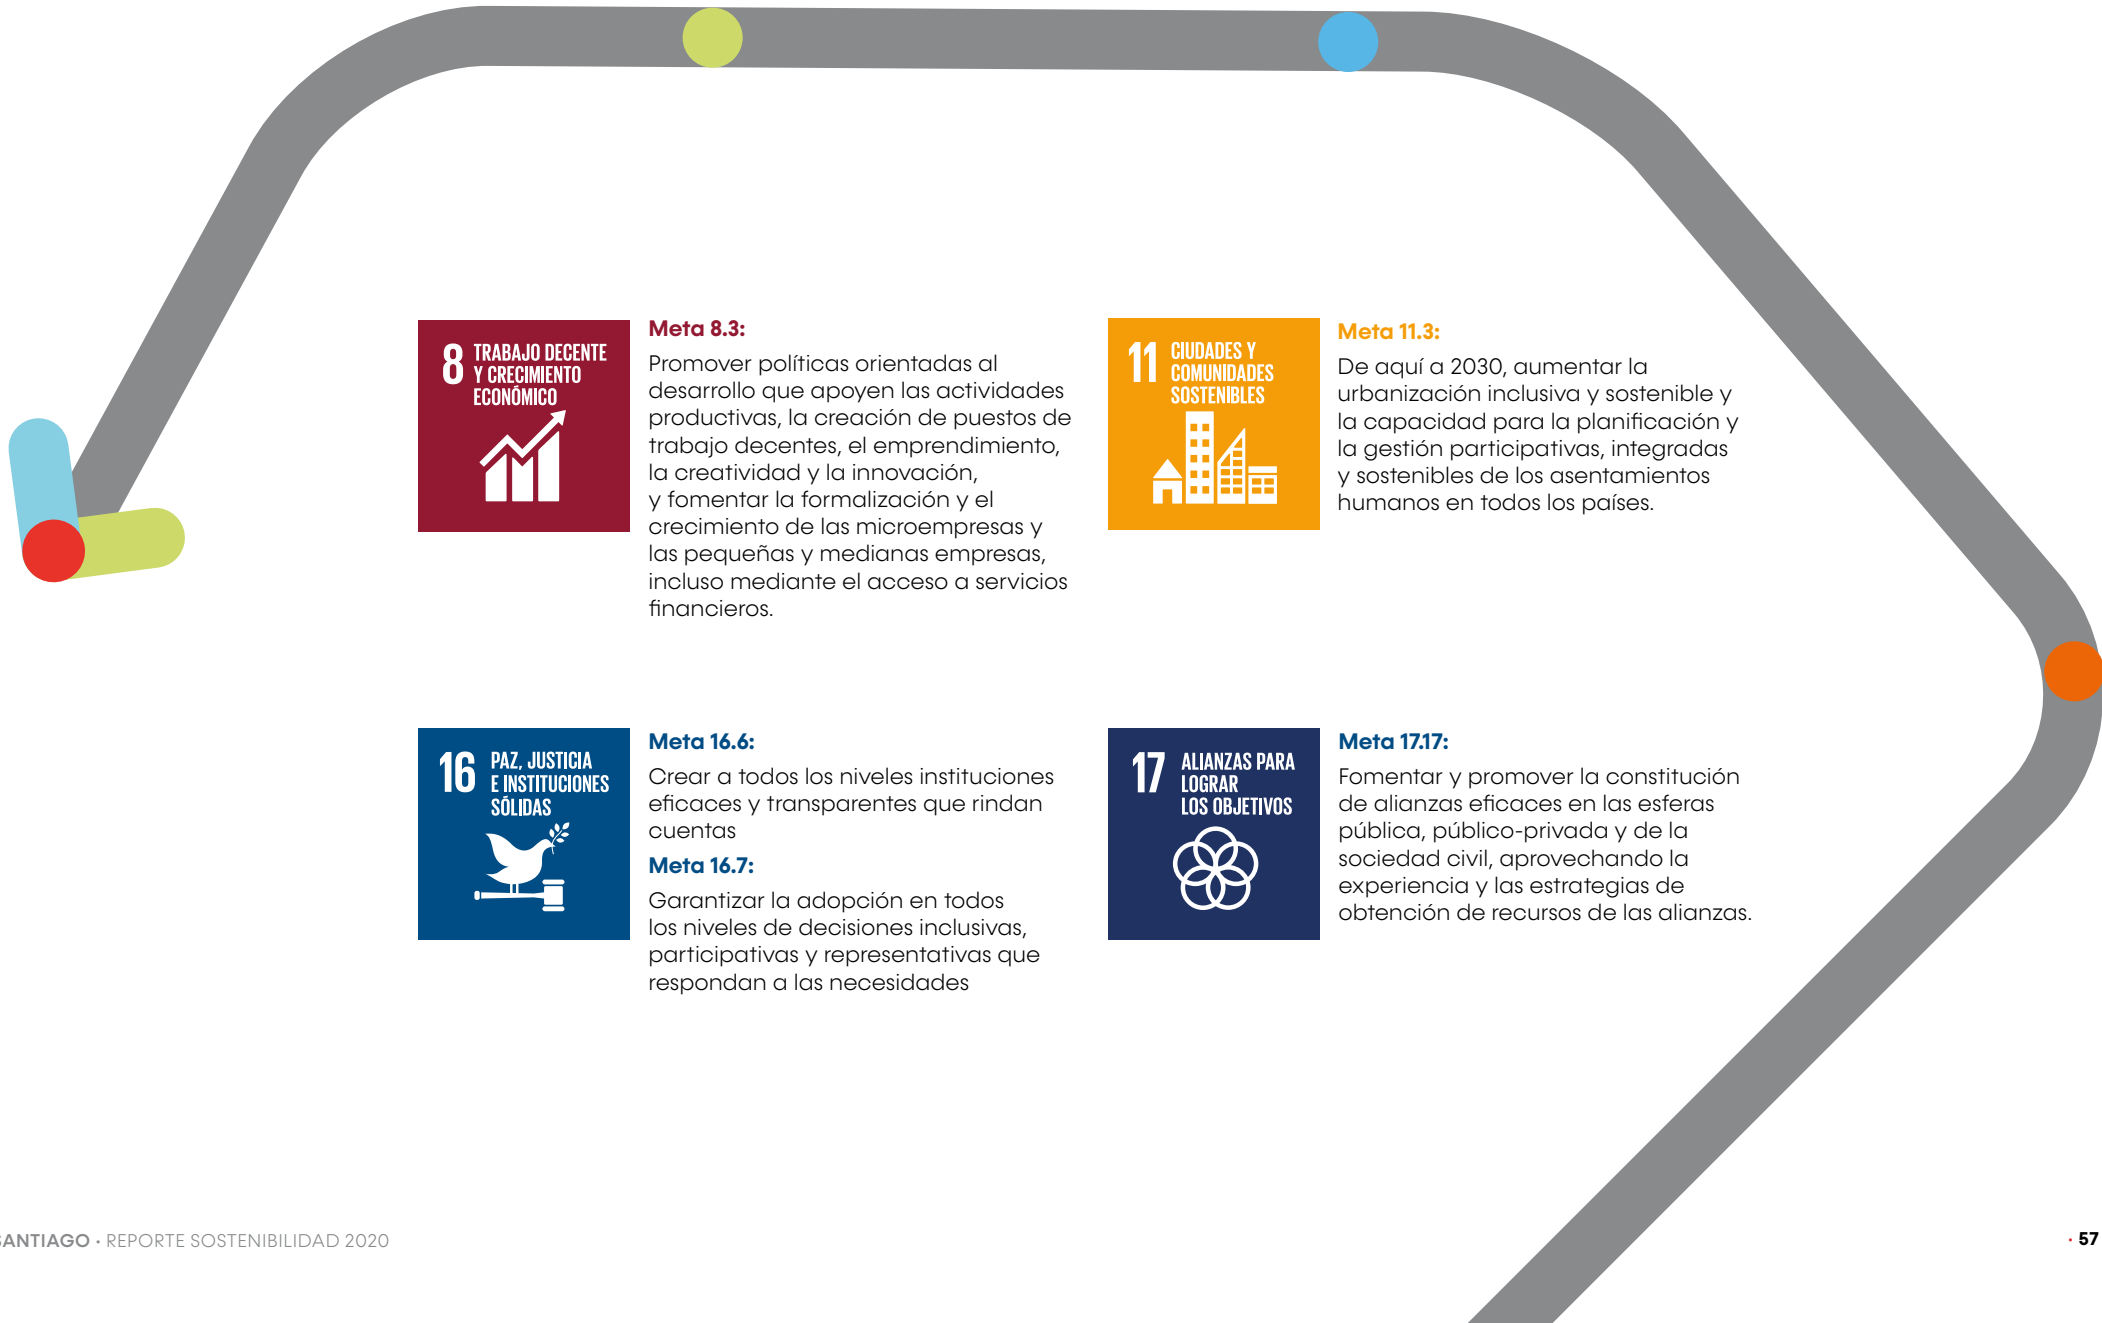 8 TRABAJO DECENTE
Y CRECIMIENTO
ECONÓMICO
Meta 8.3:
Promover políticas orientadas al
desarrollo que apoyen las actividades
productivas, la creación de puestos de
trabajo decentes, el emprendimiento,
la creatividad y la innovación,
y fomentar la formalización y el
crecimiento de las microempresas y
las pequeñas y medianas empresas,
incluso mediante el acceso a servicios
financieros.
11 CIUDADES Y
COMUNIDADES
SOSTENIBLES
Meta 11.3:
De aquí a 2030, aumentar la
urbanización inclusiva y sostenible y
la capacidad para la planificación y
la gestión participativas, integradas
y sostenibles de los asentamientos
humanos en todos los países.
16 PAZ, JUSTICIA
E INSTITUCIONES
SÓLIDAS
Meta 16.6:
Crear a todos los niveles instituciones
eficaces y transparentes que rindan
cuentas
Meta 16.7:
Garantizar la adopción en todos
los niveles de decisiones inclusivas,
participativas y representativas que
respondan a las necesidades
17 ALIANZAS PARA
LOGRAR
LOS OBJETIVOS
Meta 17.17:
Fomentar y promover la constitución
de alianzas eficaces en las esferas
pública, público-privada y de la
sociedad civil, aprovechando la
experiencia y las estrategias de
obtención de recursos de las alianzas.
SANTIAGO · REPORTE SOSTENIBILIDAD 2020
· 57